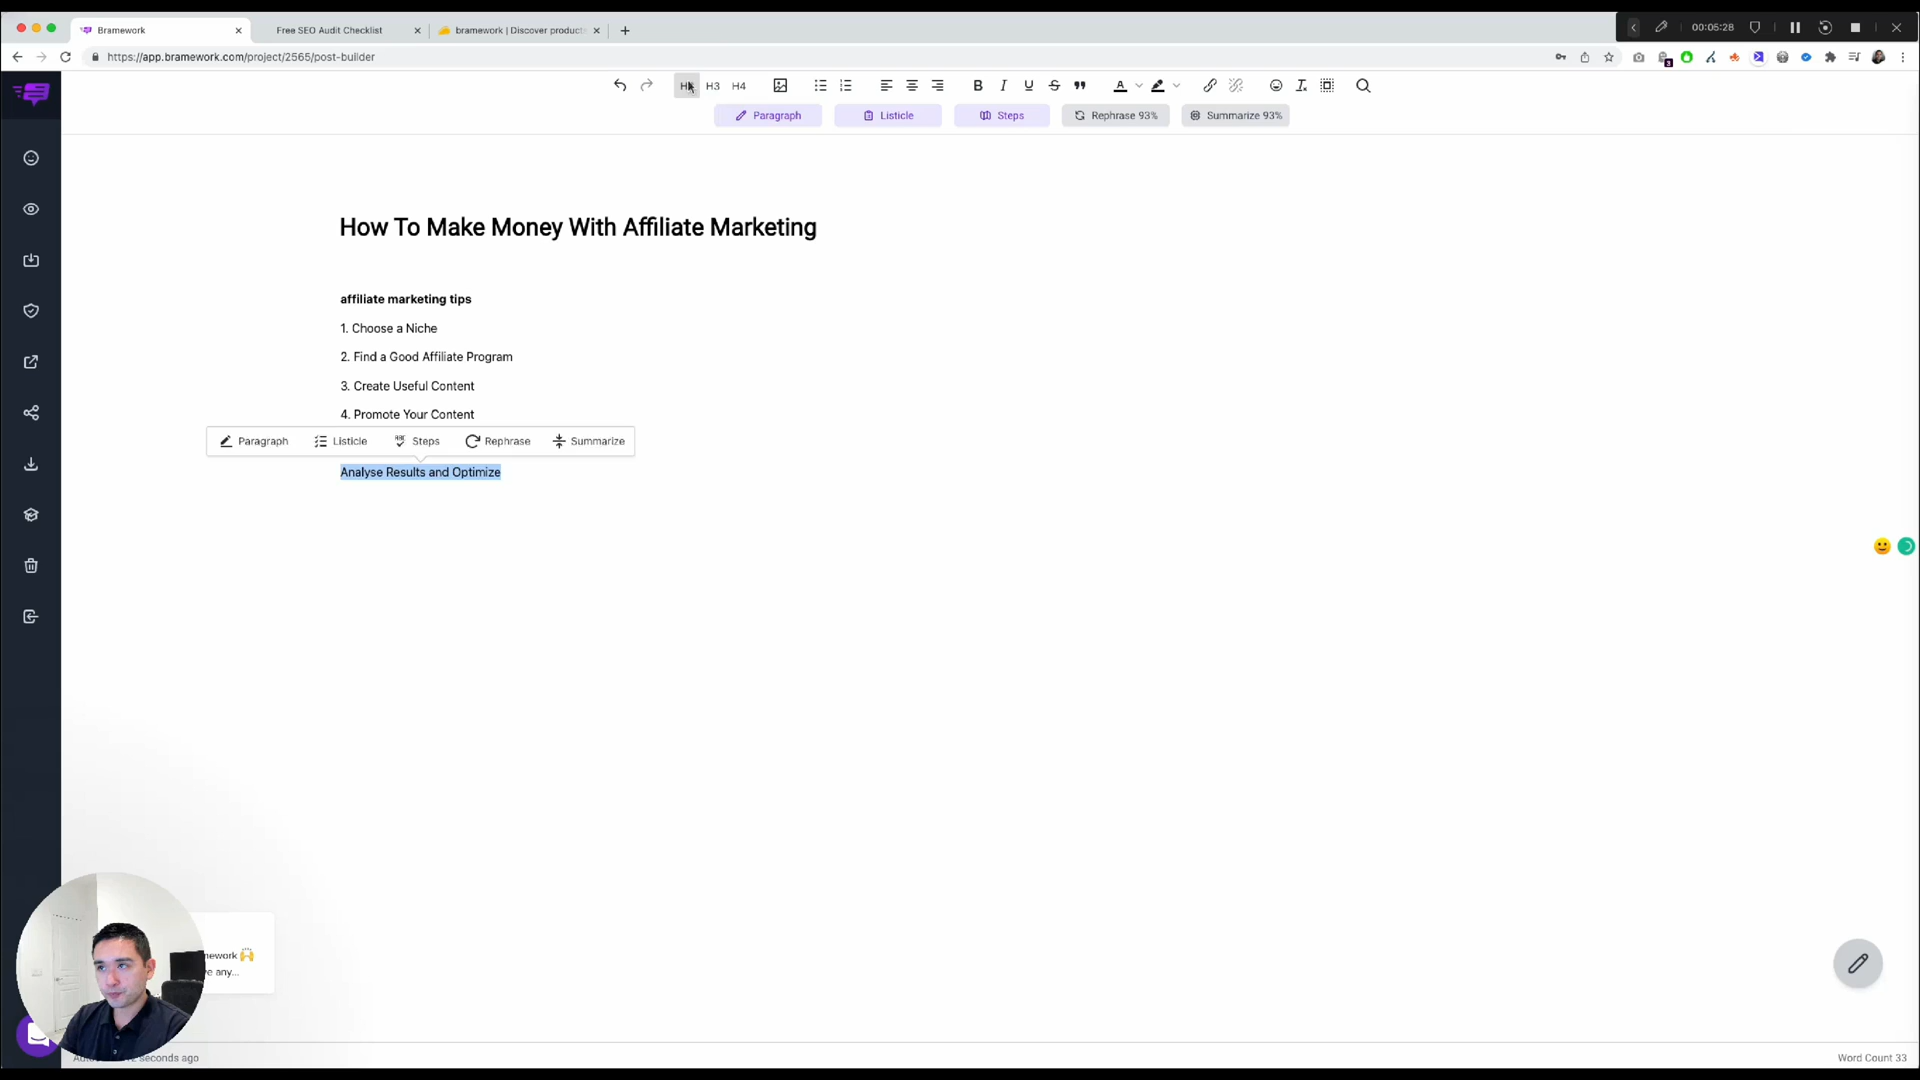 Bramework
Free SEO Audit Checklist
bramework | Discover product
00:05:28
https://app.bramework.com/project/2565/post-builder
H3
H4
Paragraph
Listicle
Steps
Rephrase 93%
Summarize 93%
How To Make Money With Affiliate Marketing
affiliate marketing tips
1. Choose a Niche
2. Find a Good Affiliate Program
3. Create Useful Content
4. Promote Your Content
Paragraph
Listicle
Steps
Rephrase
Summarize
Analyse Results and Optimize
mework 🙌
ve any...
seconds ago
Word Count 33